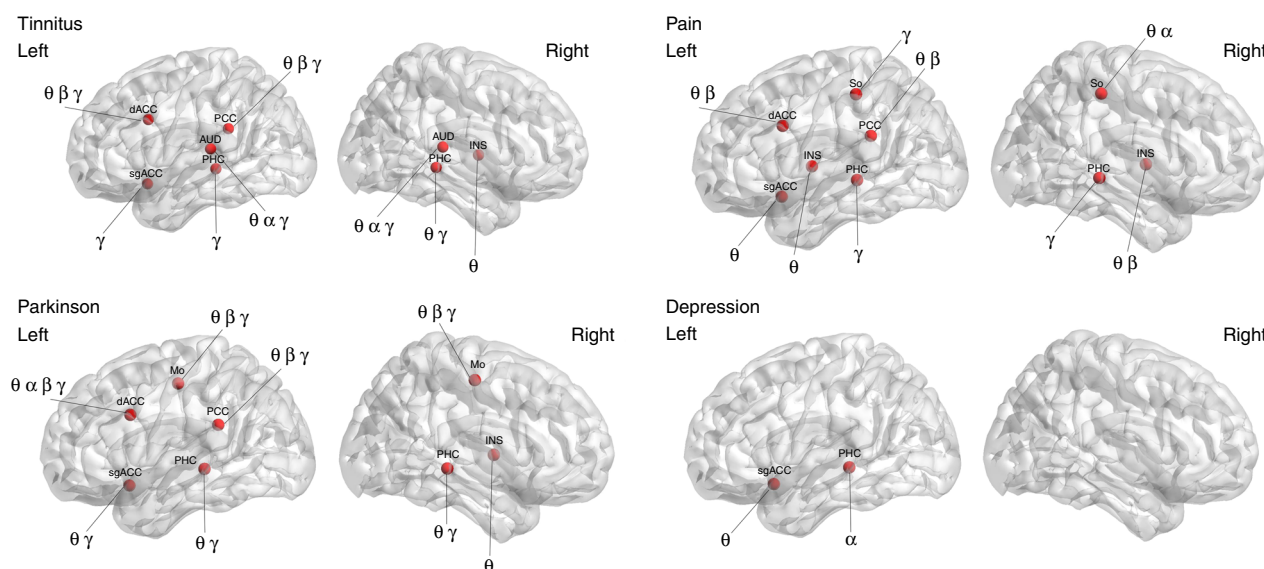 Tinnitus
Left
Right
θ β γ
θ β γ
dACC
PCC
AUD
PHC
sgACC
γ
γ
θ α γ
AUD
PHC
INS
θ α γ
θ γ
θ
Pain
Left
Right
γ
θ β
θ β
So
dACC
PCC
INS
PHC
sgACC
θ
θ
γ
θ α
So
PHC
INS
γ
θ β
Parkinson
Left
Right
θ β γ
θ β γ
θ α β γ
Mo
dACC
PCC
PHC
sgACC
θ γ
θ γ
θ β γ
Mo
PHC
INS
θ γ
θ
Depression
Left
Right
sgACC
PHC
θ
α